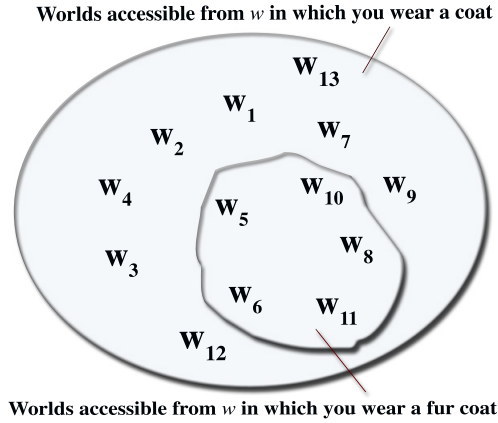 Worlds accessible from w in which you wear a coat
w13
w1
w7
w2
w10
w9
w4
w5
w8
w3
w6
w11
w12
Worlds accessible from w in which you wear a fur coat